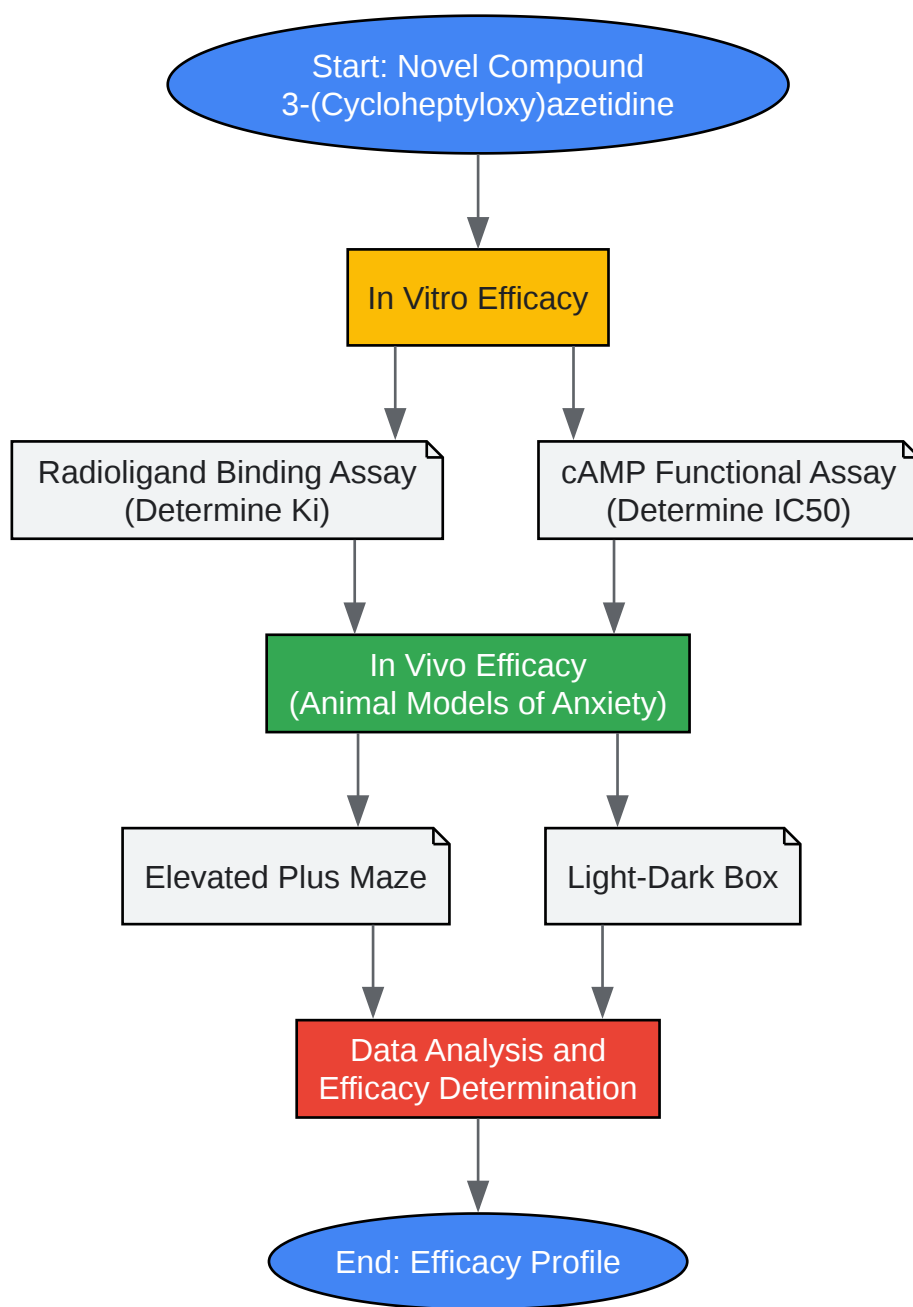 Start: Novel Compound
3-(Cycloheptyloxy)azetidine
In Vitro Efficacy
Radioligand Binding Assay
(Determine Ki)
cAMP Functional Assay
(Determine IC50)
In Vivo Efficacy
(Animal Models of Anxiety)
Elevated Plus Maze
Light-Dark Box
Data Analysis and
Efficacy Determination
End: Efficacy Profile